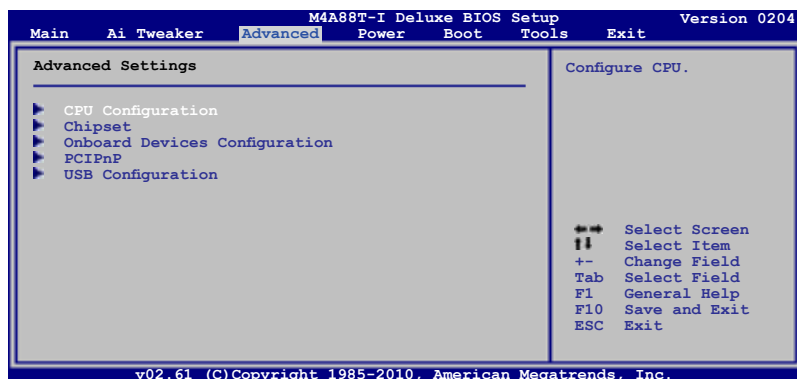 M4A88T-I Deluxe BIOS Setup Version 0204
Main Ai Tweaker Advanced Power Boot Tools Exit
Advanced Settings
CPU Configuration
Chipset
Onboard Devices Configuration
PCIPnP
USB Configuration
Configure CPU.
Select Screen
Select Item
+- Change Field
Tab Select Field
F1 General Help
F10 Save and Exit
ESC Exit
v02.61 (C)Copyright 1985-2010, American Megatrends, Inc.